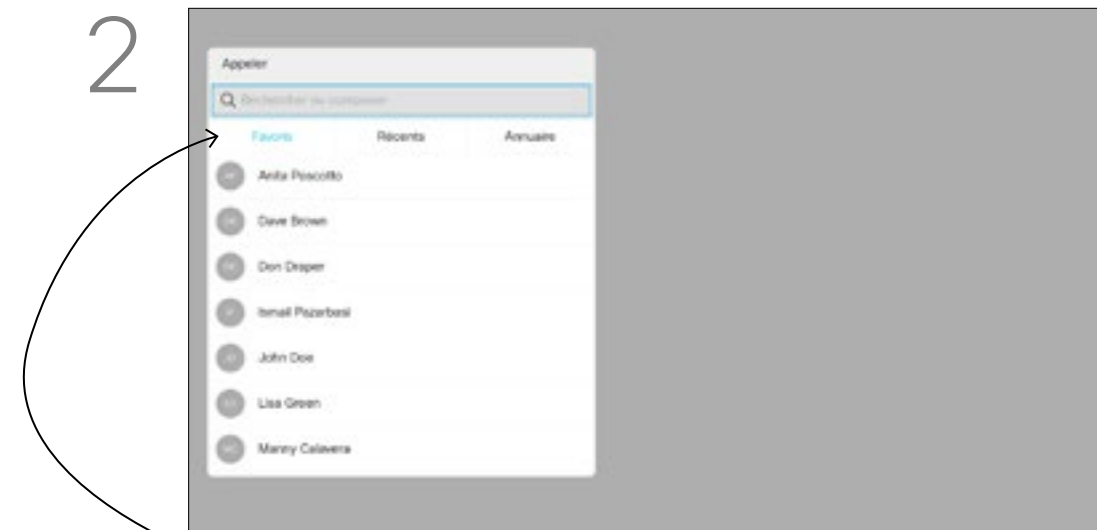 2
Appeler
Rechercher ou composer
Favoris Récents Annuaire
Anita Poscotto
Dave Brown
Don Draper
Ismail Pazarbasi
John Doe
Lisa Green
Manny Calavera